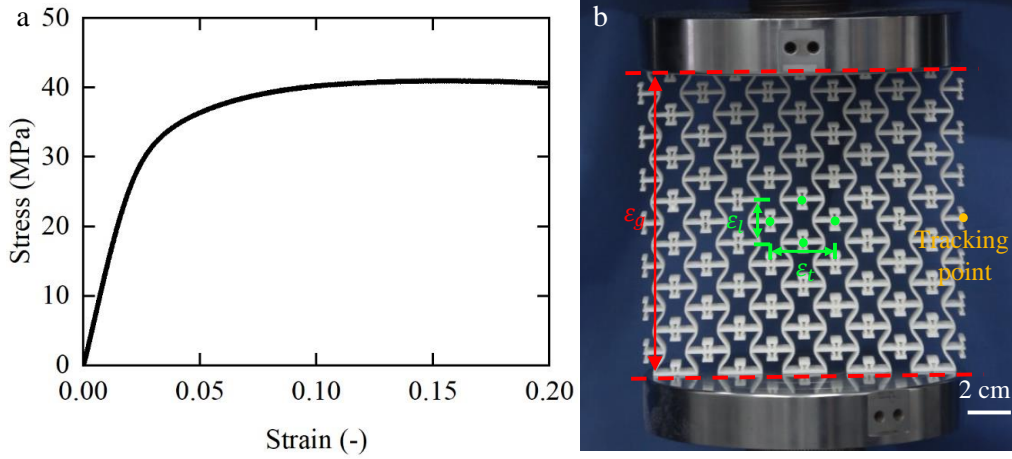 a
50
40
30
20
10
0
Stress (MPa)
0.00 0.05 0.10 0.15 0.20
Strain (-)
b
ε_g
ε_l
ε_t
Tracking
point
2 cm